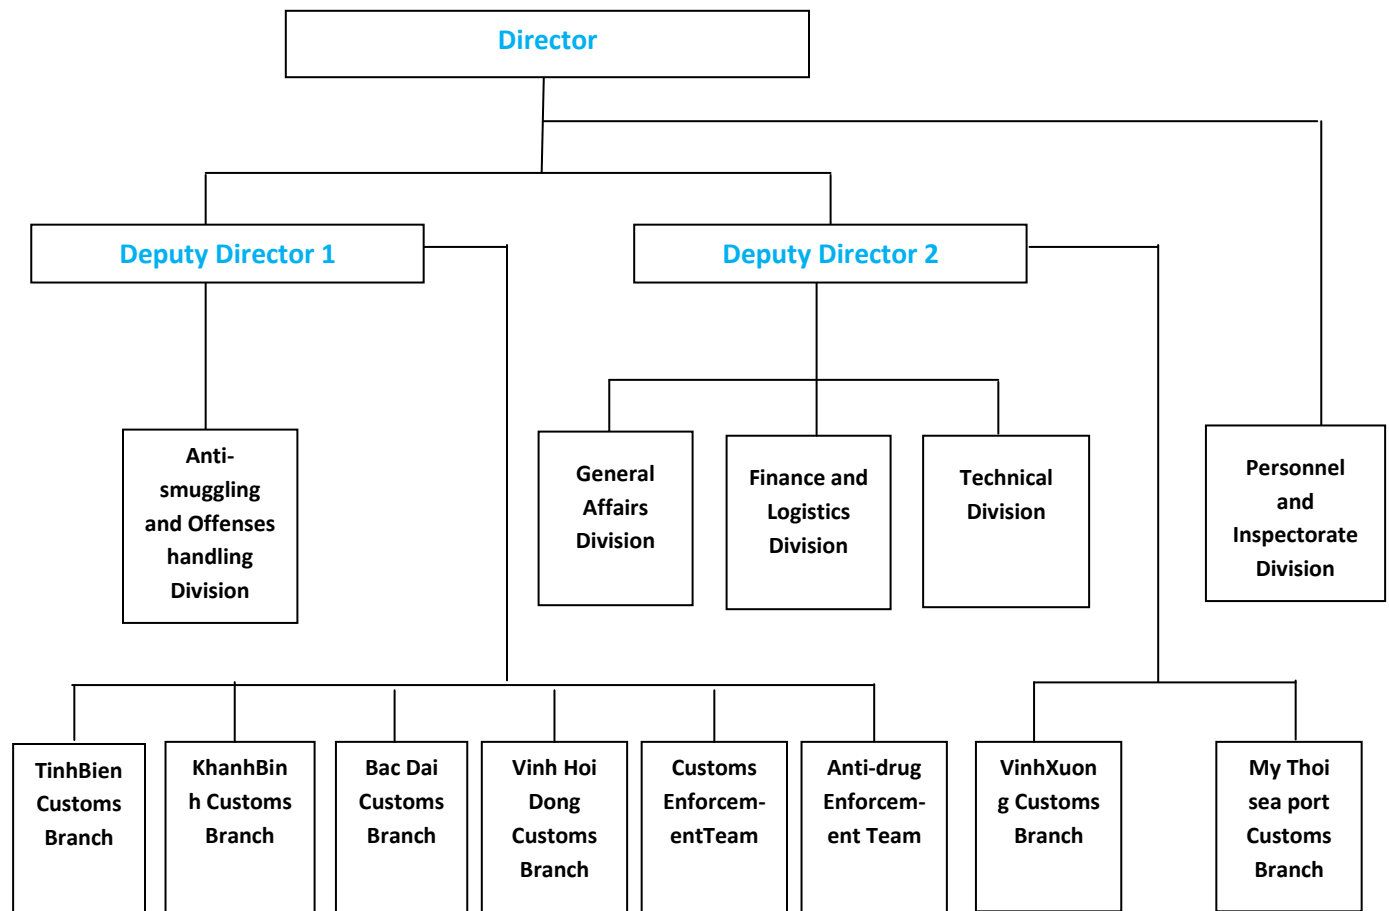 Director
Deputy Director 1
Deputy Director 2
Anti-
smuggling
and Offenses
handling
Division
General
Affairs
Division
Finance and
Logistics
Division
Technical
Division
Personnel
and
Inspectorate
Division
TinhBien
Customs
Branch
KhanhBin
h Customs
Branch
Bac Dai
Customs
Branch
Vinh Hoi
Dong
Customs
Branch
Customs
Enforcem-
entTeam
Anti-drug
Enforcem-
ent Team
VinhXuon
g Customs
Branch
My Thoi
sea port
Customs
Branch